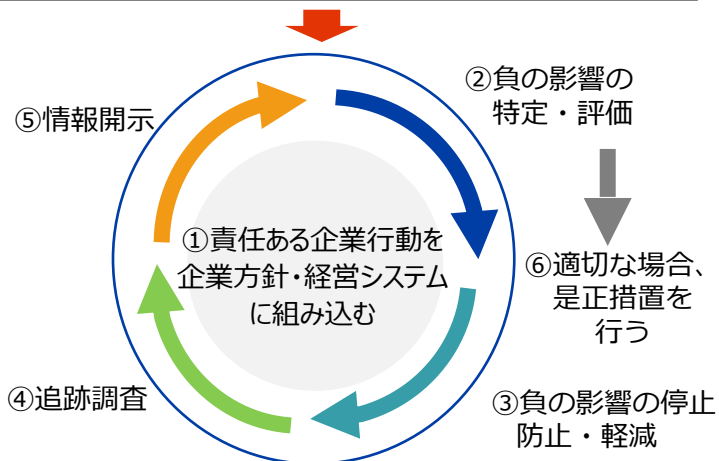 ②負の影響の
特定・評価
⑤情報開示
①責任ある企業行動を
企業方針・経営システム
に組み込む
⑥適切な場合、
是正措置を
行う
④追跡調査
③負の影響の停止
防止・軽減